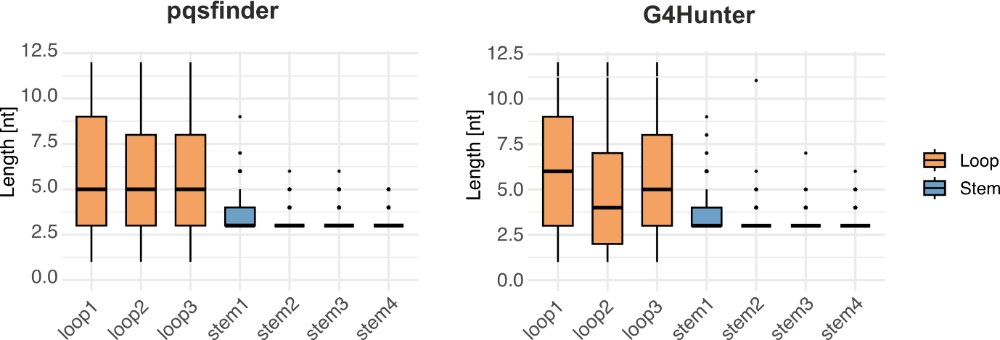 pqsfinder
Length [nt]
12.5
10.0
7.5
5.0
2.5
0.0
loop1 loop2 loop3 stem1 stem2 stem3 stem4
G4Hunter
Length [nt]
12.5
10.0
7.5
5.0
2.5
0.0
loop1 loop2 loop3 stem1 stem2 stem3 stem4
Loop
Stem